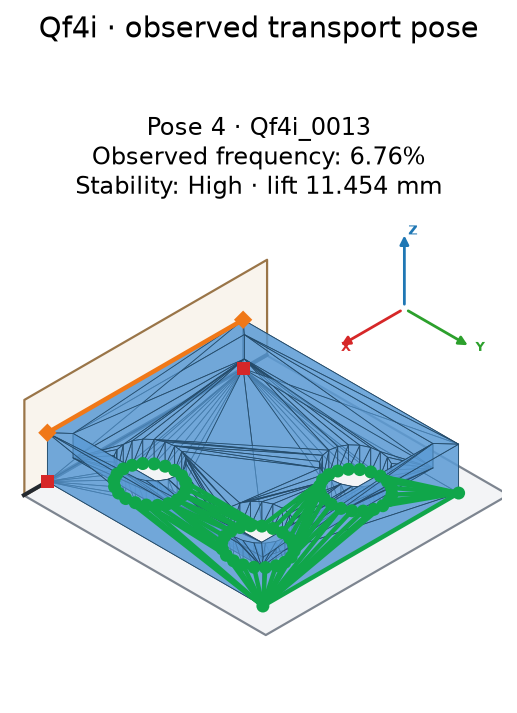 Qf4i · observed transport pose
Pose 4 · Qf4i_0013
Observed frequency: 6.76%
Stability: High · lift 11.454 mm
Z
X
Y